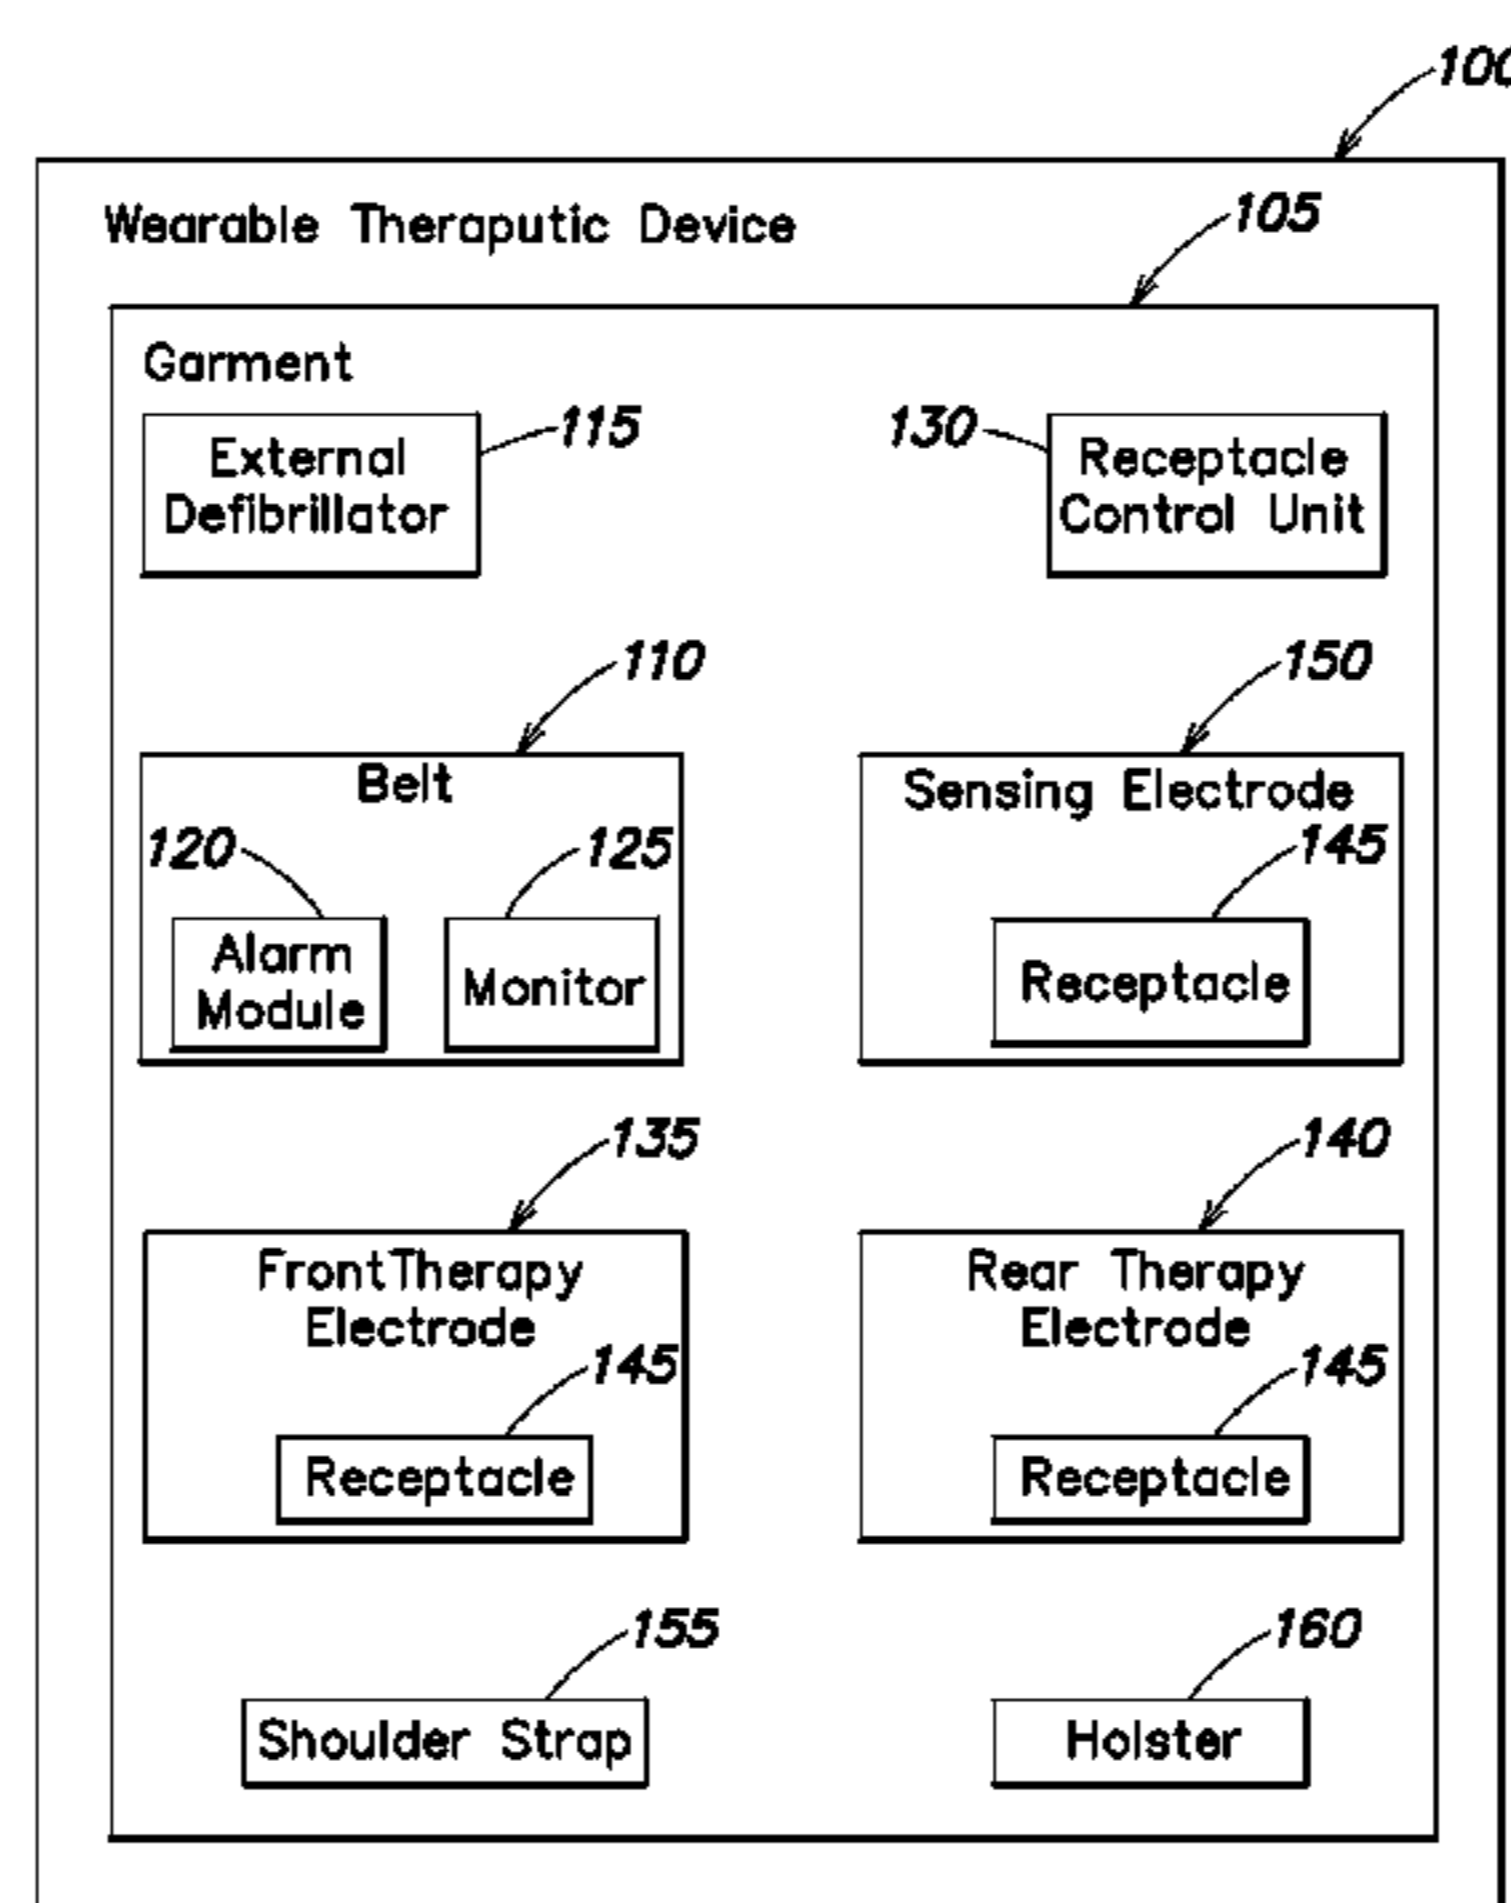 100
Wearable Theraputic Device
105
Garment
External
Defibrillator
115
130
Receptacle
Control Unit
110
150
Belt
120
125
Alarm
Module
Monitor
Sensing Electrode
145
Receptacle
135
140
FrontTherapy
Electrode
145
Receptacle
Rear Therapy
Electrode
145
Receptacle
155
160
Shoulder Strap
Holster